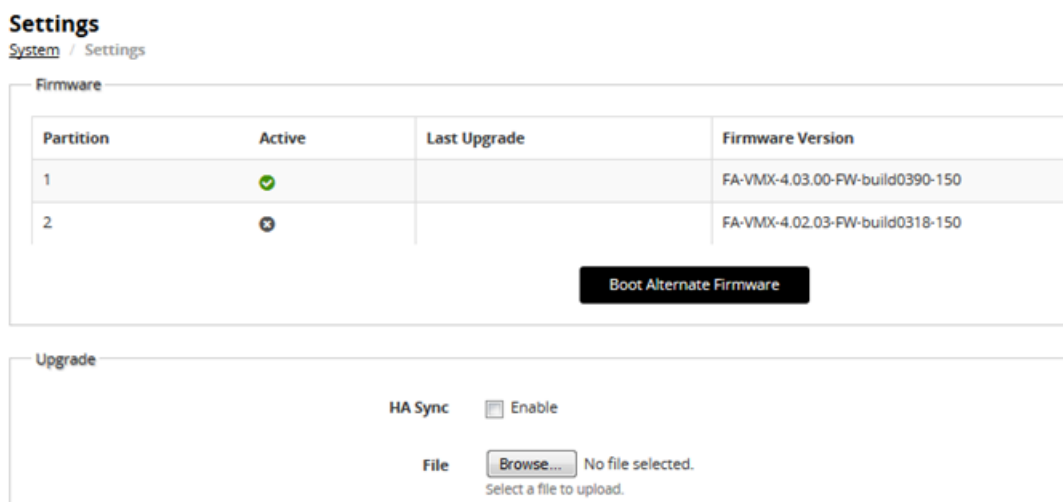 Settings
System / Settings
Firmware
Partition Active Last Upgrade Firmware Version
1 FA-VMX-4.03.00-FW-build0390-150
2 FA-VMX-4.02.03-FW-build0318-150
Boot Alternate Firmware
Upgrade
HA Sync Enable
File Browse... No file selected.
Select a file to upload.